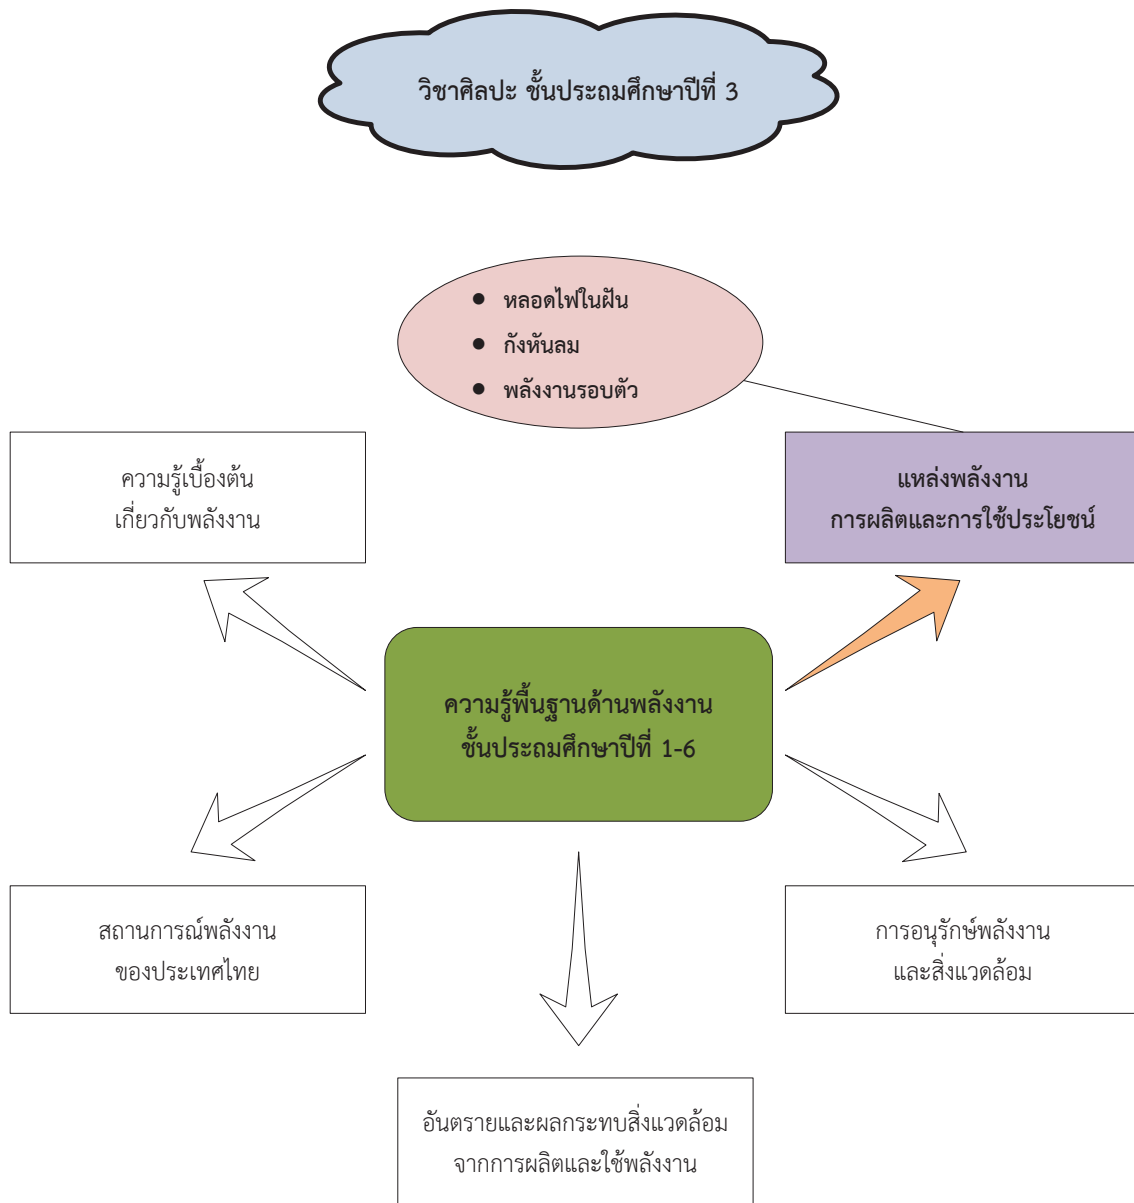 วิชาศิลปะ ชั้นประถมศึกษาปีที่ 3
● หลอดไฟในฝัน
● กังหันลม
● พลังงานรอบตัว
ความรู้เบื้องต้น
เกี่ยวกับพลังงาน
แหล่งพลังงาน
การผลิตและการใช้ประโยชน์
ความรู้พื้นฐานด้านพลังงาน
ชั้นประถมศึกษาปีที่ 1-6
สถานการณ์พลังงาน
ของประเทศไทย
การอนุรักษ์พลังงาน
และสิ่งแวดล้อม
อันตรายและผลกระทบสิ่งแวดล้อม
จากการผลิตและใช้พลังงาน